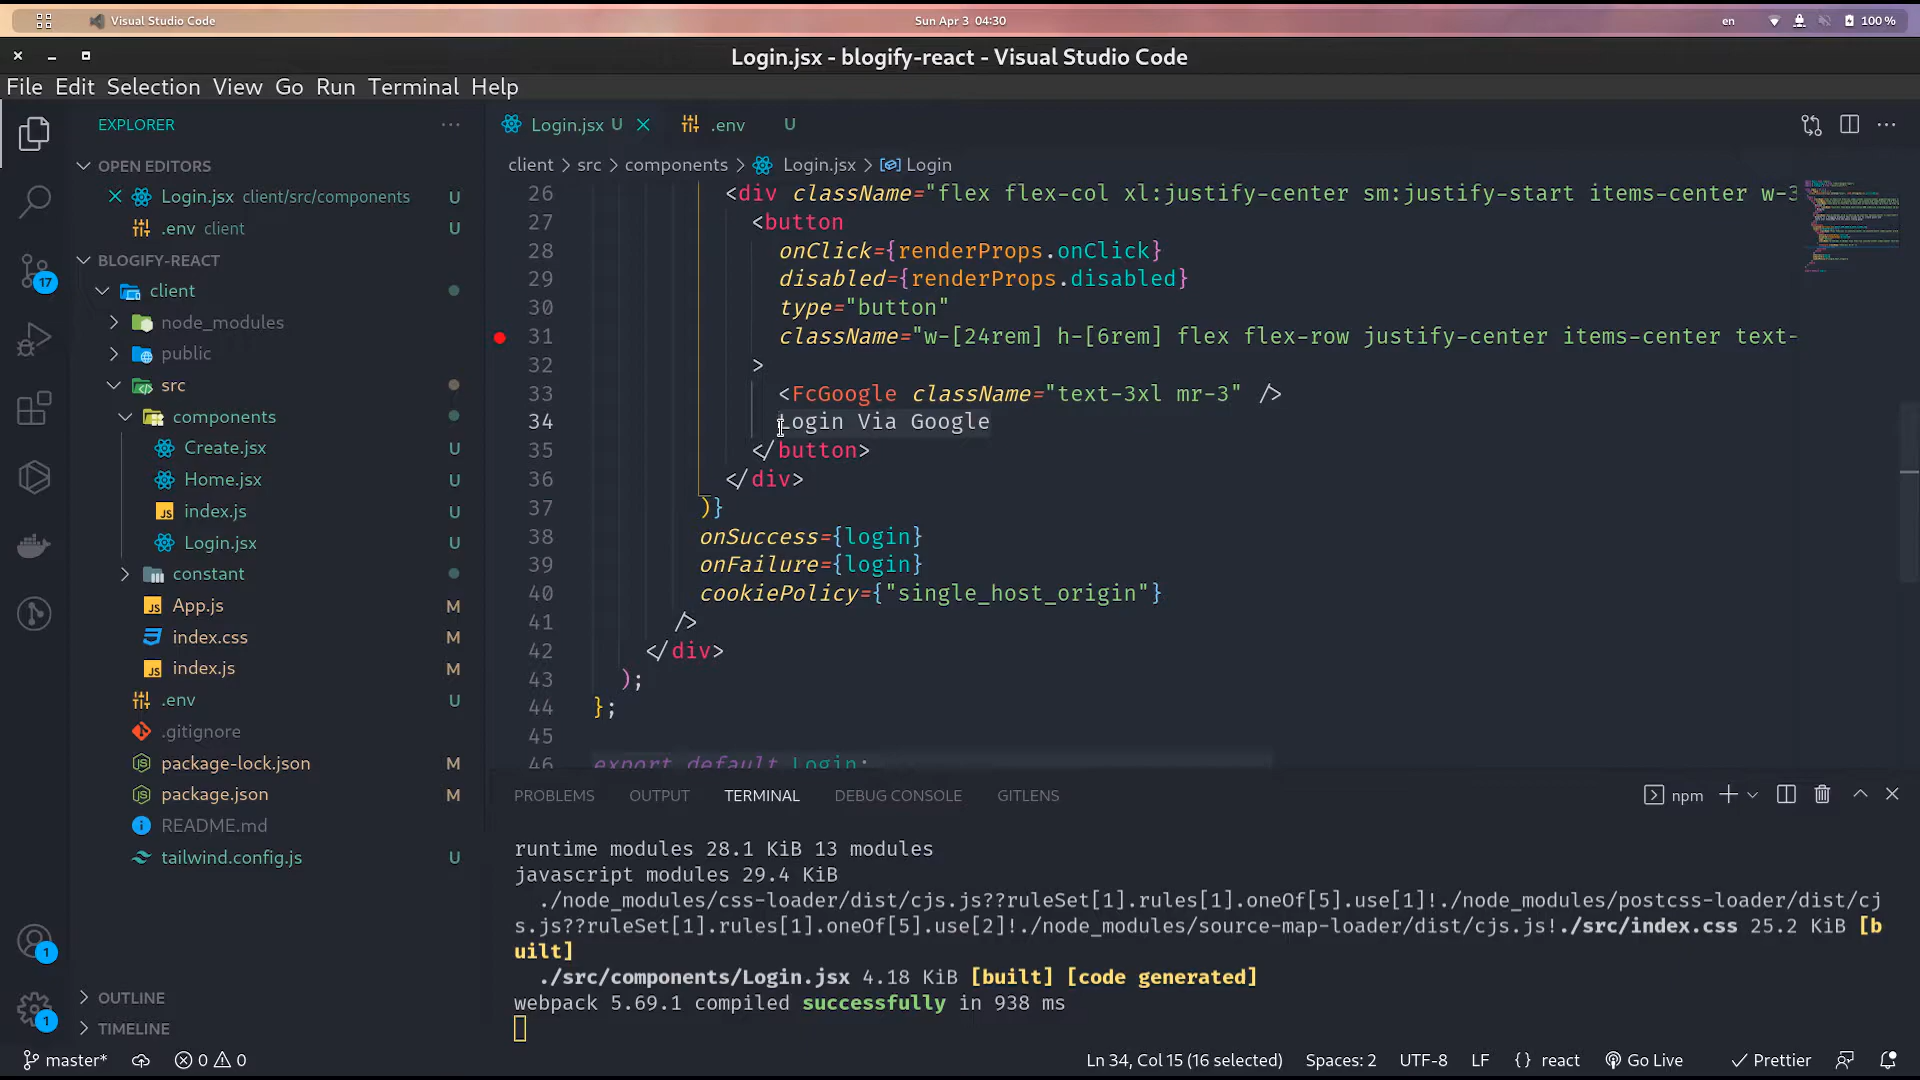 Visual Studio Code
Sun Apr 3 04:30
en
100 %
Login.jsx - blogify-react - Visual Studio Code
File Edit Selection View Go Run Terminal Help
EXPLORER
OPEN EDITORS
Login.jsx client/src/components U
.env client U
BLOGIFY-REACT
client
node_modules
public
src
components
Create.jsx U
Home.jsx U
index.js U
Login.jsx U
constant
App.js M
index.css M
index.js M
.env U
.gitignore
package-lock.json M
package.json M
README.md
tailwind.config.js U
OUTLINE
TIMELINE
17
1
1
Login.jsx U
.env U
client > src > components > Login.jsx > Login
26 <div className="flex flex-col xl:justify-center sm:justify-start items-center w-3
27 <button
28 onClick={renderProps.onClick}
29 disabled={renderProps.disabled}
30 type="button"
31 className="w-[24rem] h-[6rem] flex flex-row justify-center items-center text-
32 >
33 <FcGoogle className="text-3xl mr-3" />
34 Login Via Google
35 </button>
36 </div>
37 )}
38 onSuccess={login}
39 onFailure={login}
40 cookiePolicy={"single_host_origin"}
41 />
42 </div>
43 );
44 };
45
46 export default Login;
PROBLEMS OUTPUT TERMINAL DEBUG CONSOLE GITLENS
npm
runtime modules 28.1 KiB 13 modules
javascript modules 29.4 KiB
./node_modules/css-loader/dist/cjs.js??ruleSet[1].rules[1].oneOf[5].use[1]!./node_modules/postcss-loader/dist/cj
s.js??ruleSet[1].rules[1].oneOf[5].use[2]!./node_modules/source-map-loader/dist/cjs.js!./src/index.css 25.2 KiB [b
uilt]
./src/components/Login.jsx 4.18 KiB [built] [code generated]
webpack 5.69.1 compiled successfully in 938 ms
master* 0 0
Ln 34, Col 15 (16 selected) Spaces: 2 UTF-8 LF {} react Go Live Prettier